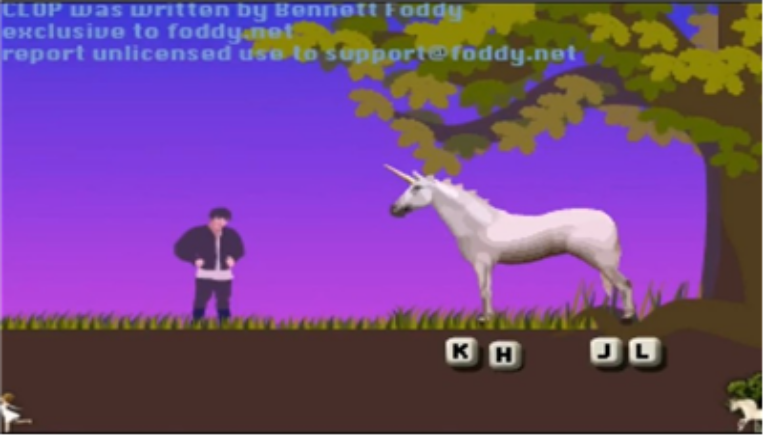 CLOP was written by Bennett Foddy
exclusive to foddy.net
report unlicensed use to support@foddy.net
K H J L